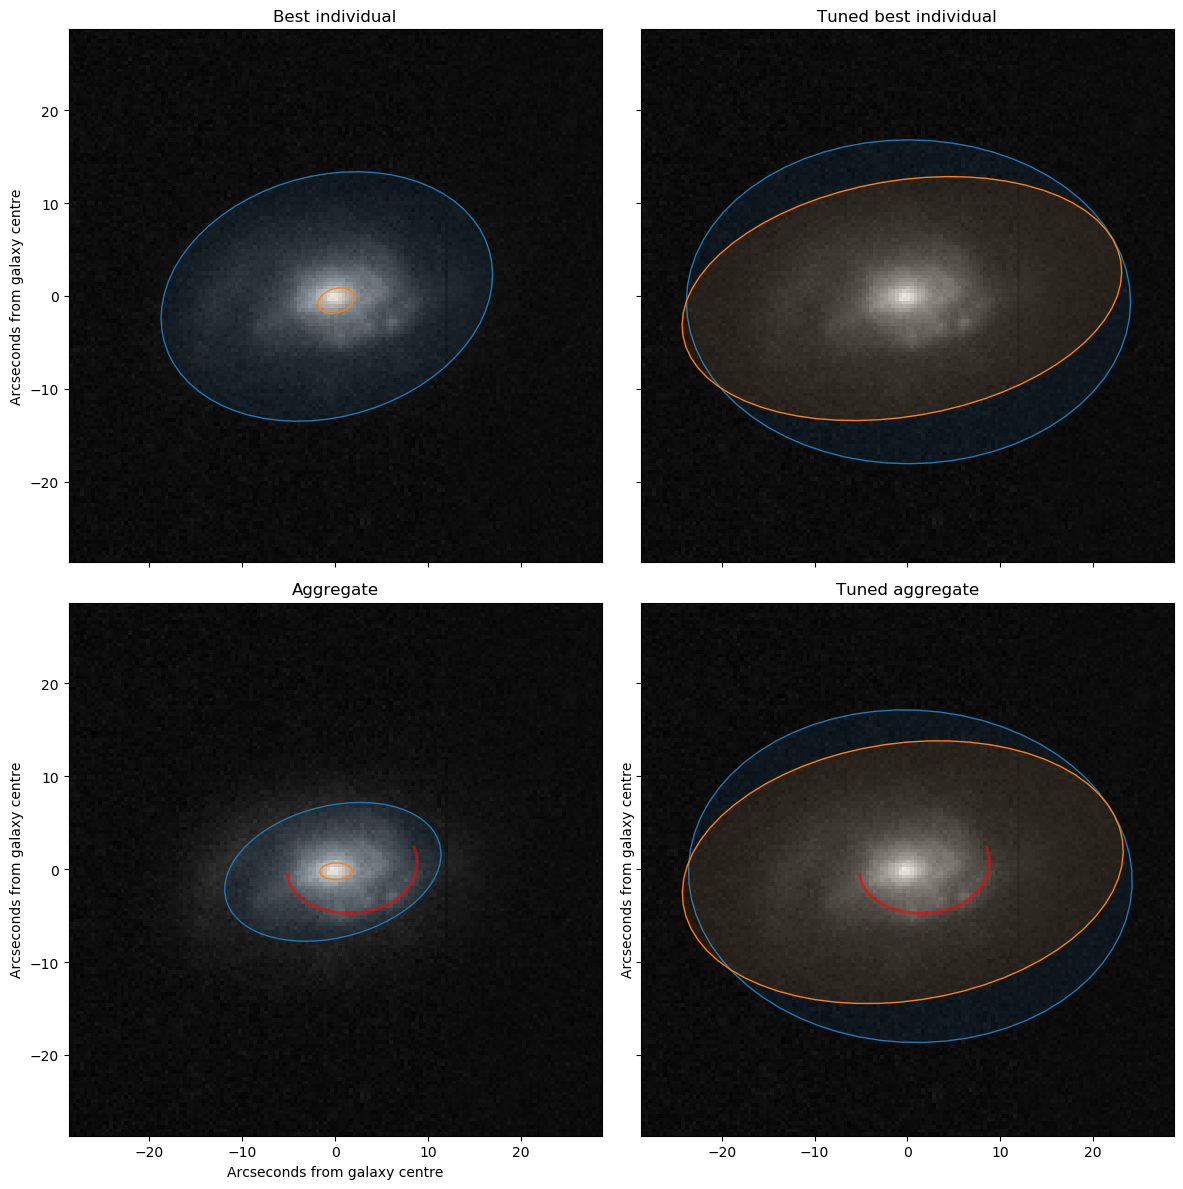 Best individual
Tuned best individual
20
10
0
−10
−20
Arcseconds from galaxy centre
Aggregate
Tuned aggregate
20
10
0
−10
−20
Arcseconds from galaxy centre
Arcseconds from galaxy centre
−20 −10 0 10 20
−20 −10 0 10 20
Arcseconds from galaxy centre